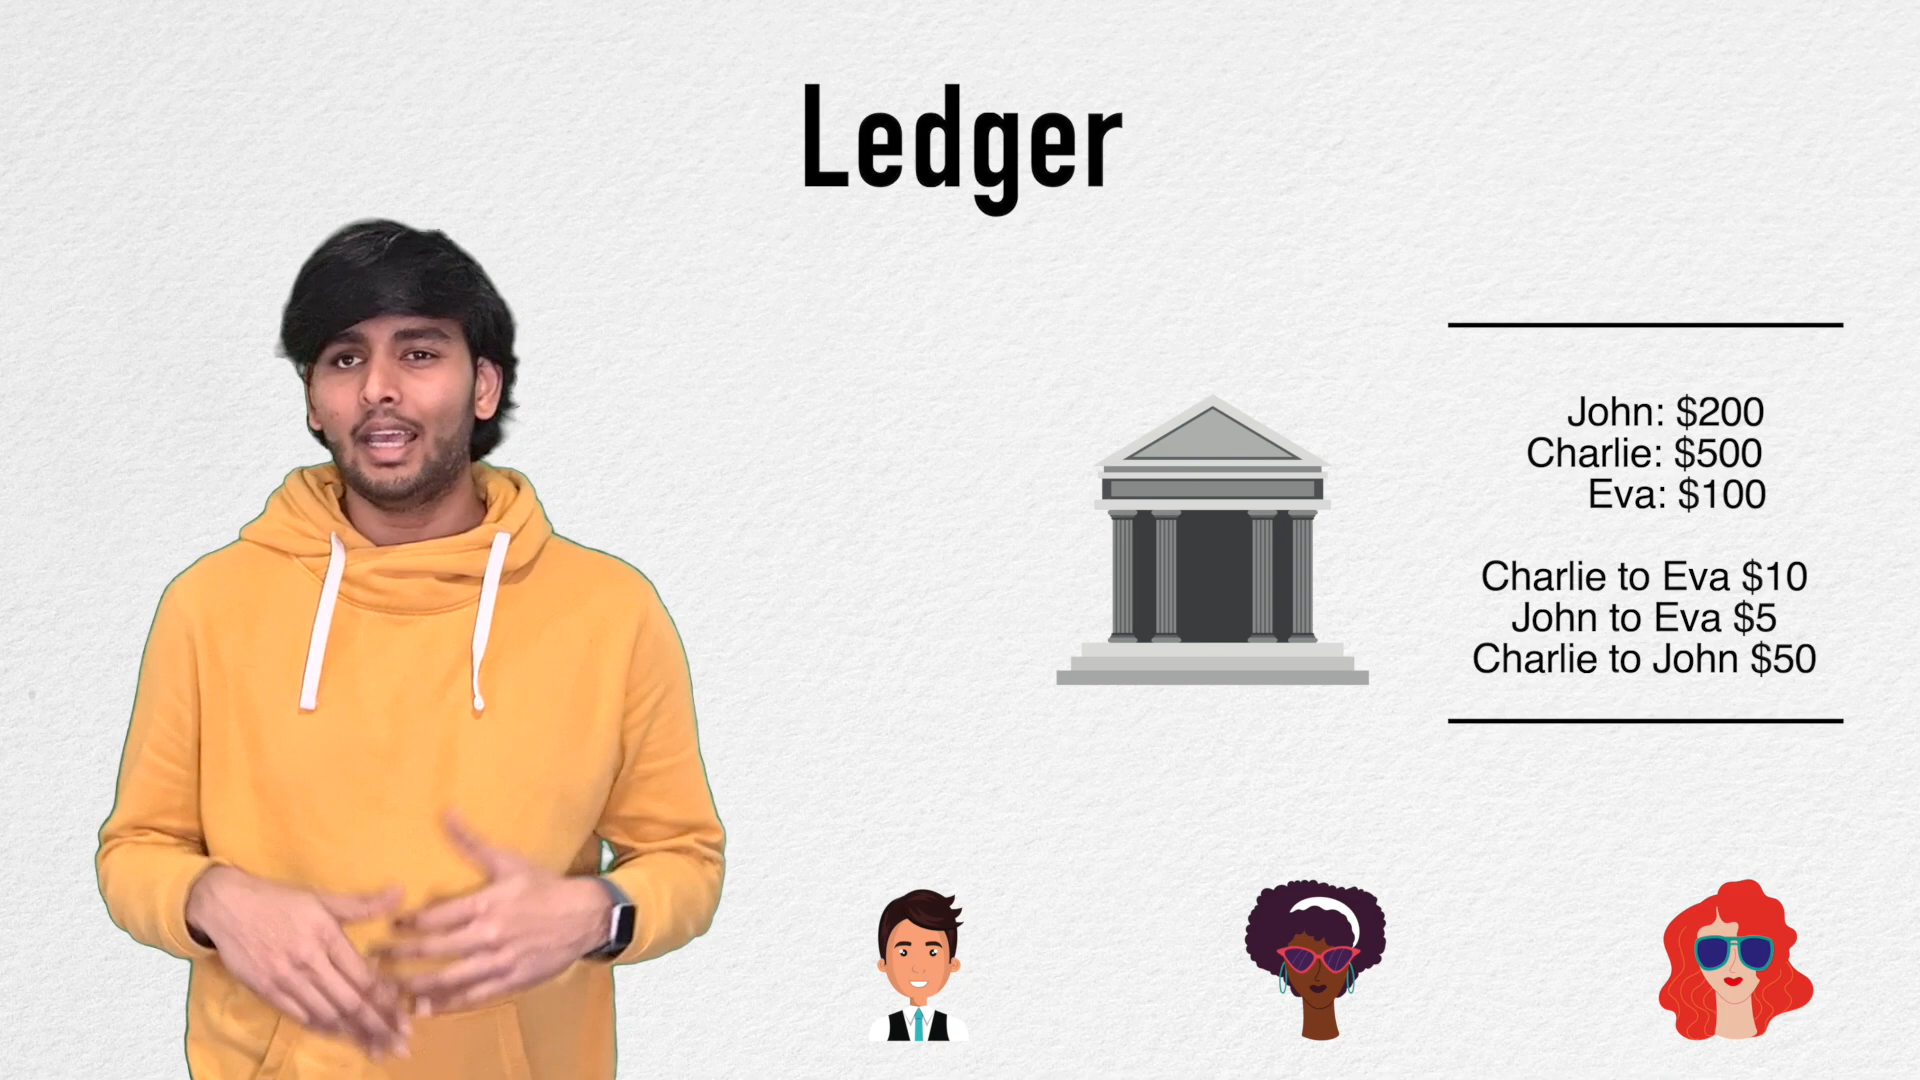 Ledger
John: $200
Charlie: $500
Eva: $100
Charlie to Eva $10
John to Eva $5
Charlie to John $50